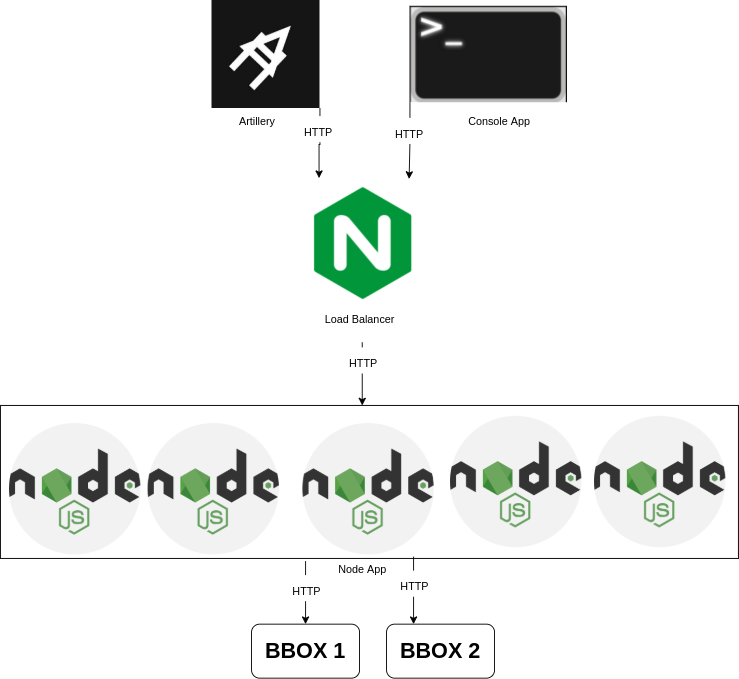 >_
Artillery
Console App
HTTP
HTTP
N
Load Balancer
HTTP
node
JS
node
JS
node
JS
node
JS
node
JS
Node App
HTTP
HTTP
BBOX 1
BBOX 2